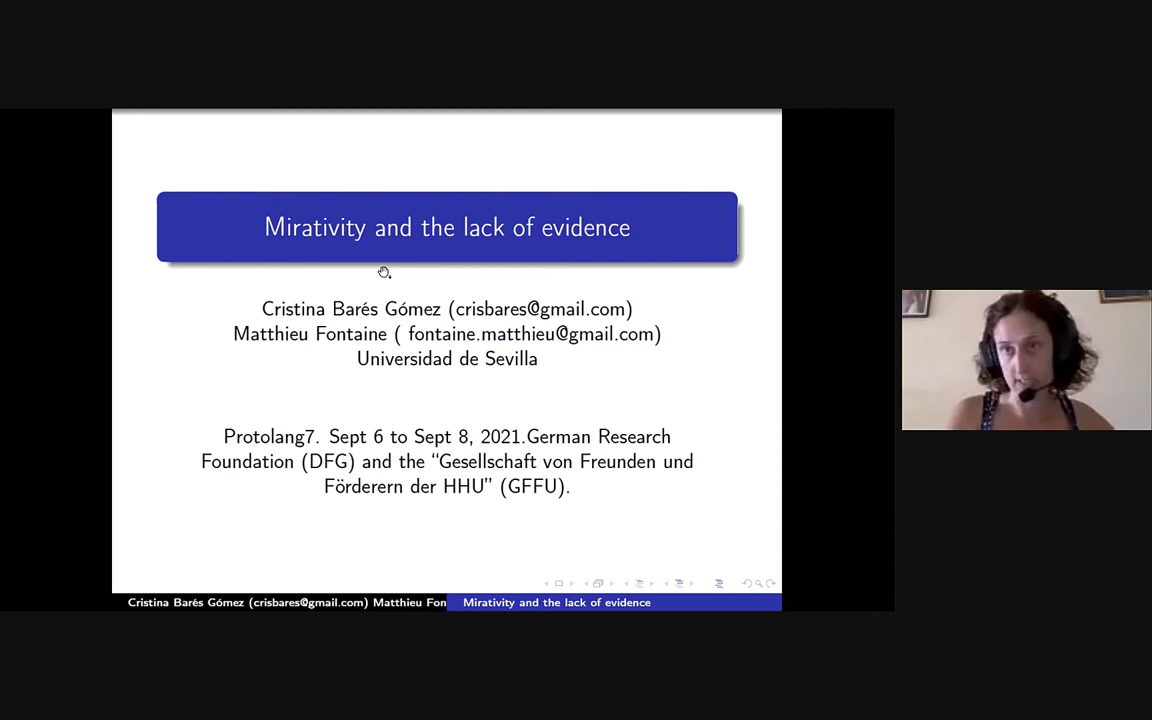 Mirativity and the lack of evidence
Cristina Barés Gómez (crisbares@gmail.com)
Matthieu Fontaine ( fontaine.matthieu@gmail.com)
Universidad de Sevilla
Protolang7. Sept 6 to Sept 8, 2021.German Research
Foundation (DFG) and the “Gesellschaft von Freunden und
Förderern der HHU” (GFFU).
Cristina Barés Gómez (crisbares@gmail.com) Matthieu Fon
Mirativity and the lack of evidence